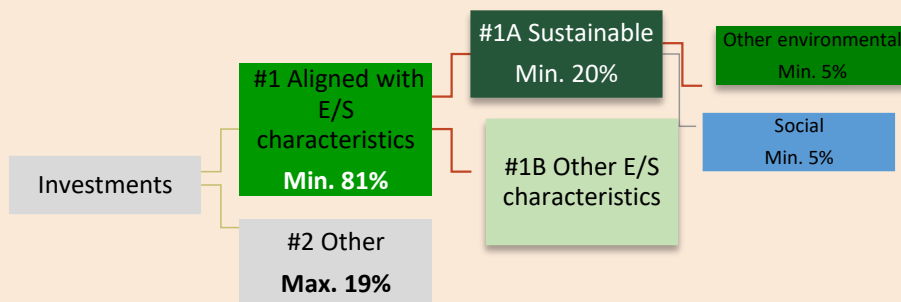 Investments
#1 Aligned with
E/S
characteristics
Min. 81%
#2 Other
Max. 19%
#1A Sustainable
Min. 20%
#1B Other E/S
characteristics
Other environmental
Min. 5%
Social
Min. 5%